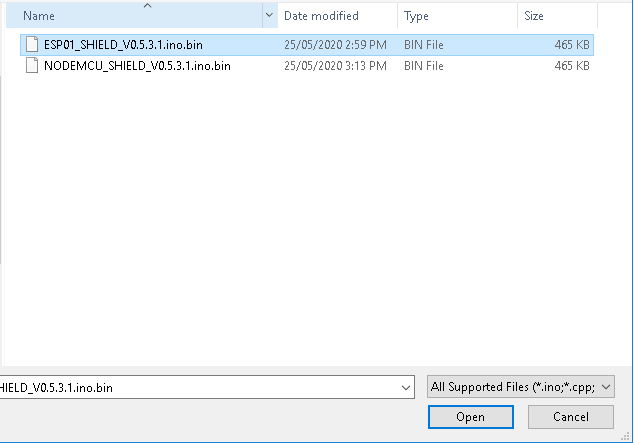 Name Date modified Type Size
ESP01_SHIELD_V0.5.3.1.ino.bin 25/05/2020 2:59 PM BIN File 465 KB
NODEMCU_SHIELD_V0.5.3.1.ino.bin 25/05/2020 3:13 PM BIN File 465 KB
HIELD_V0.5.3.1.ino.bin All Supported Files (*.ino;*.cpp;
Open Cancel